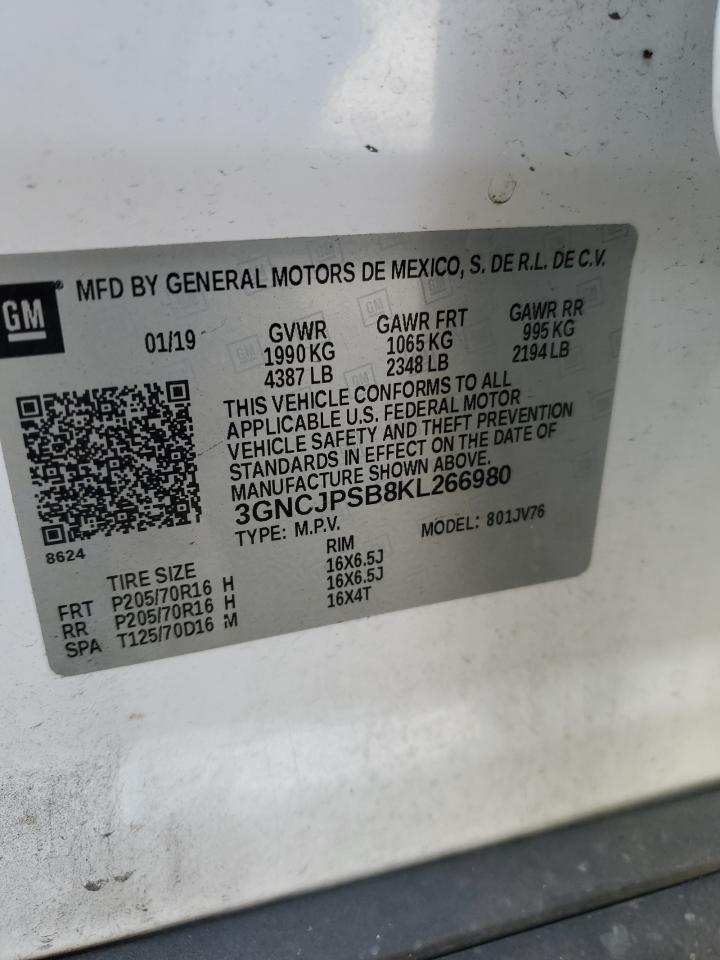 GM ® MFD BY GENERAL MOTORS DE MEXICO, S. DE R.L. DE C.V.
01/19 GVWR GAWR FRT GAWR RR
1990 KG 1065 KG 995 KG
4387 LB 2348 LB 2194 LB
THIS VEHICLE CONFORMS TO ALL
APPLICABLE U.S. FEDERAL MOTOR
VEHICLE SAFETY AND THEFT PREVENTION
STANDARDS IN EFFECT ON THE DATE OF
MANUFACTURE SHOWN ABOVE.
3GNCJPSB8KL266980
8624 TYPE: M.P.V. MODEL: 801JV76
TIRE SIZE RIM
FRT P205/70R16 H 16X6.5J
RR P205/70R16 H 16X6.5J
SPA T125/70D16 M 16X4T